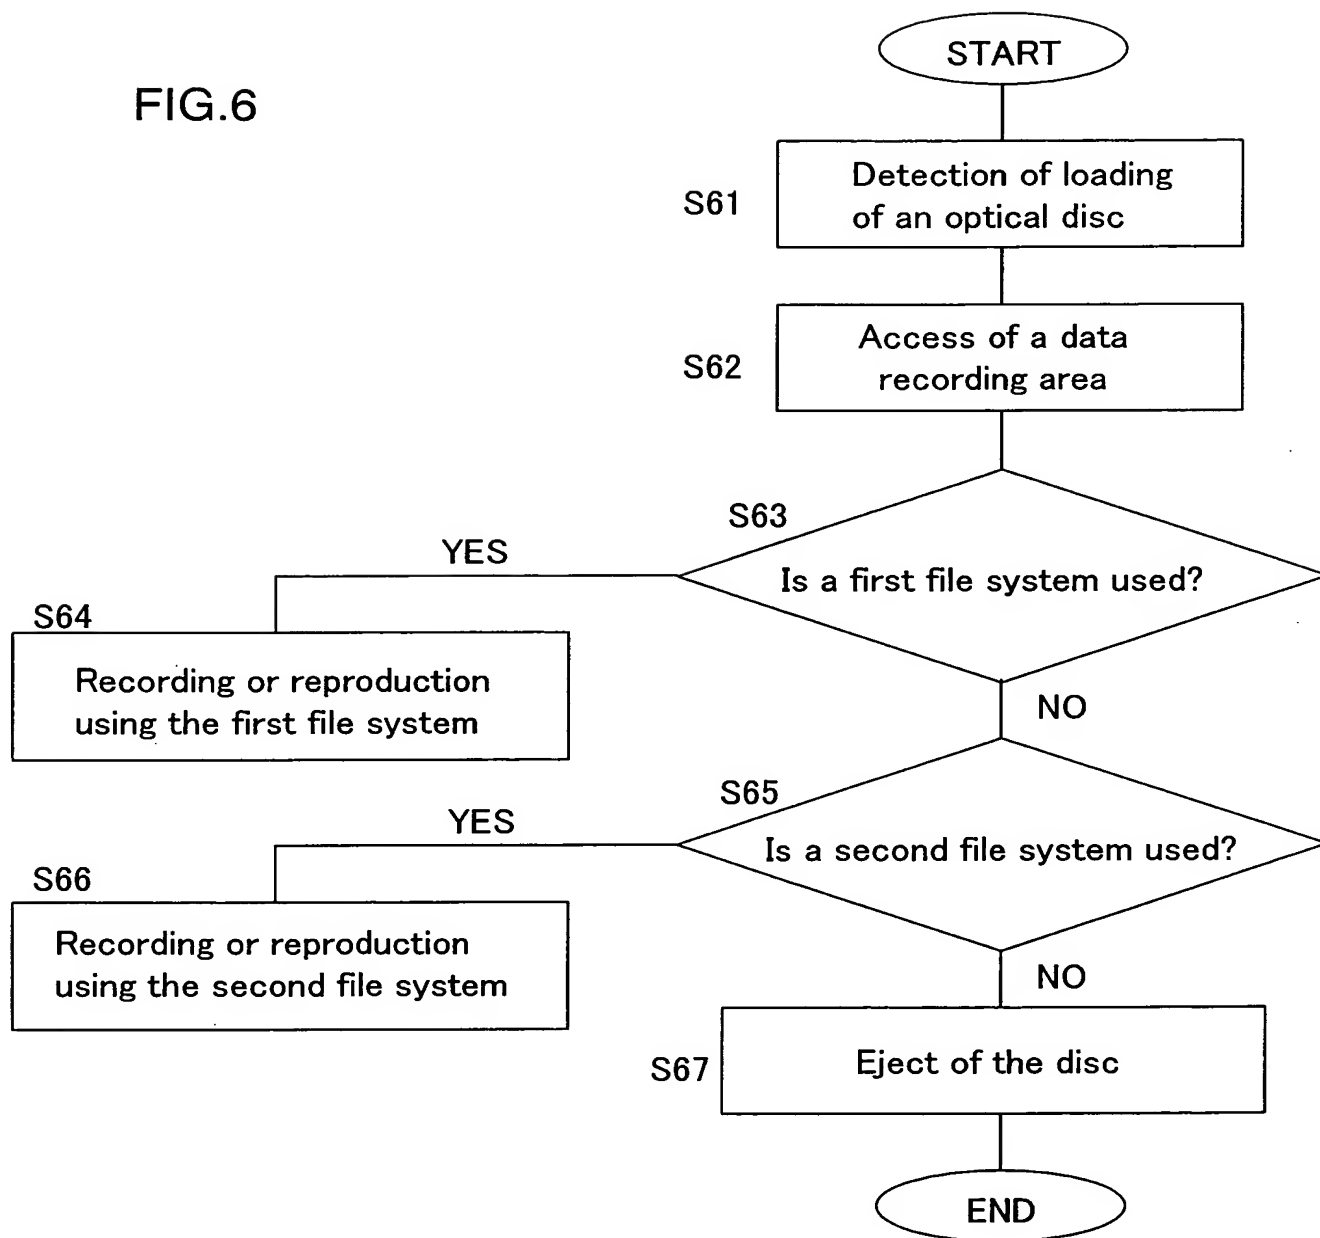 START
FIG.6
S61
Detection of loading
of an optical disc
S62
Access of a data
recording area
S63
YES
Is a first file system used?
S64
Recording or reproduction
using the first file system
NO
S65
YES
Is a second file system used?
S66
Recording or reproduction
using the second file system
NO
S67
Eject of the disc
END